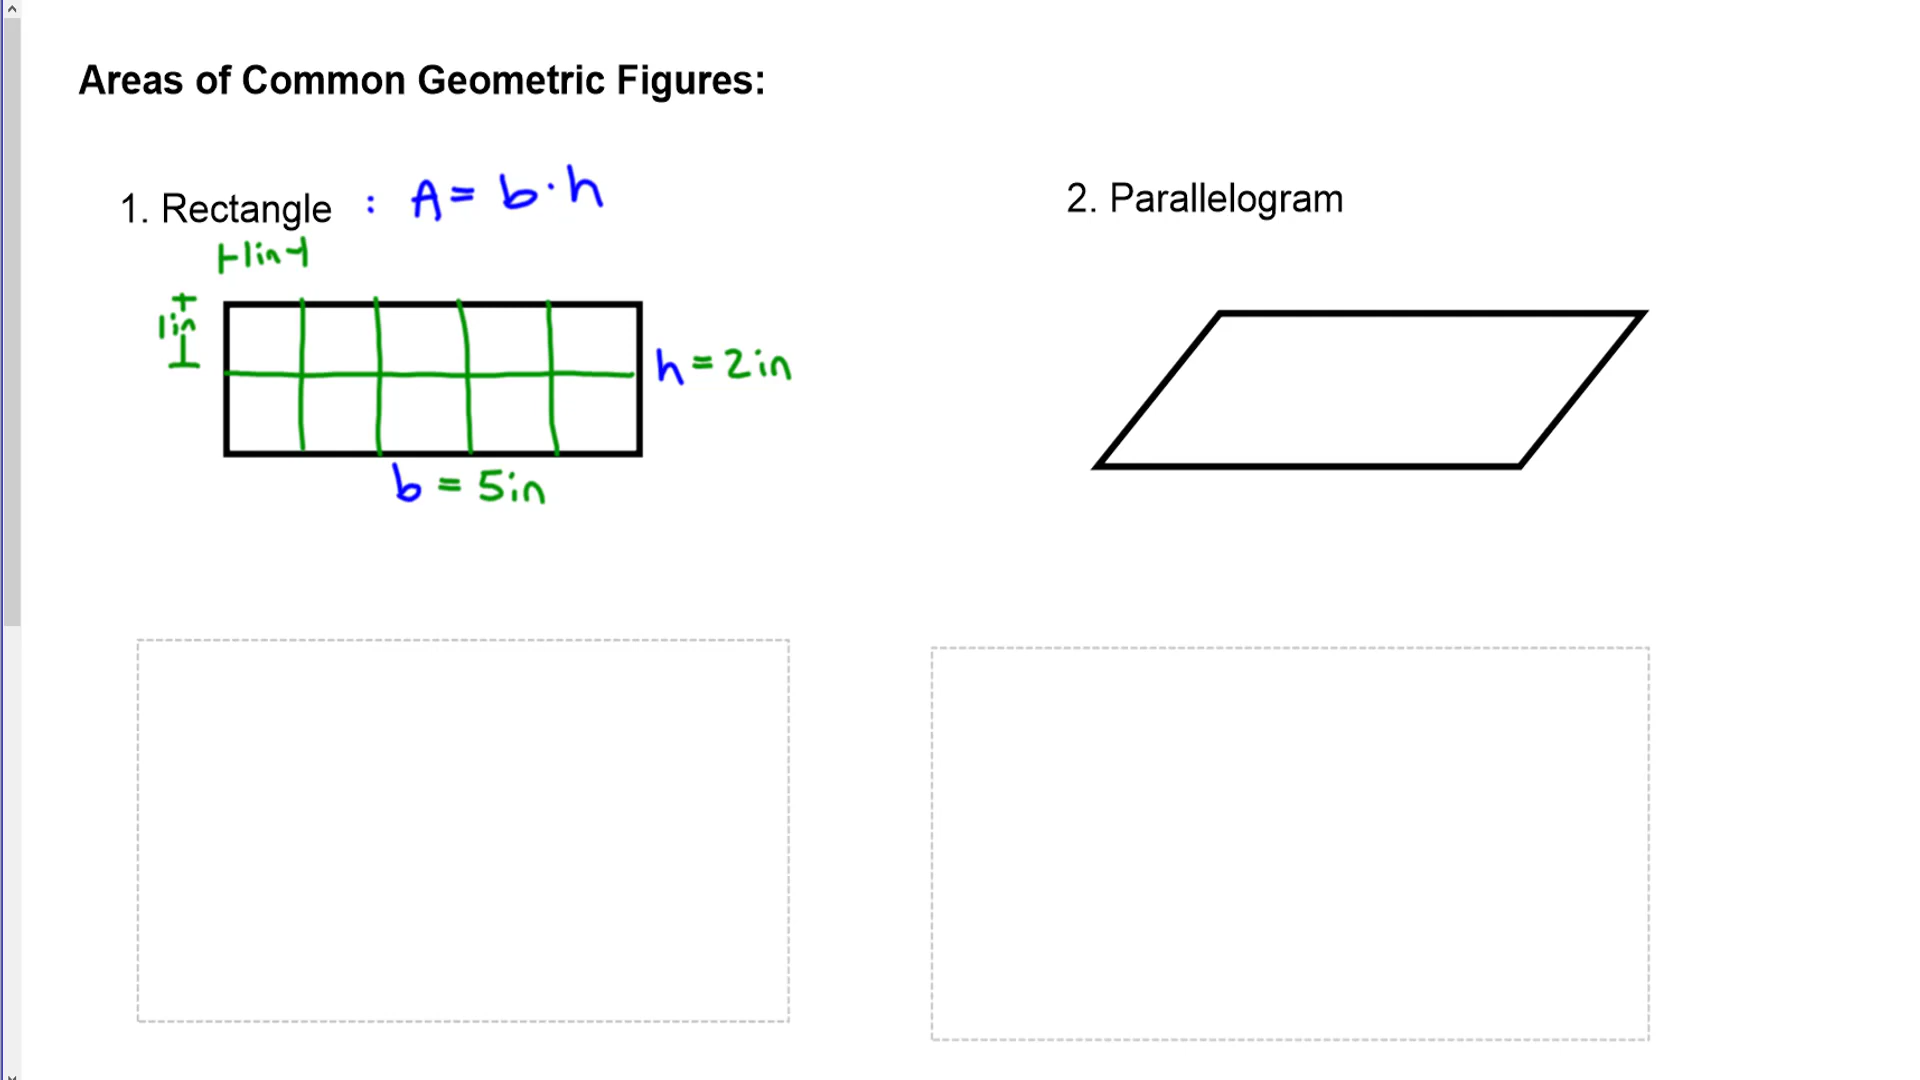 Areas of Common Geometric Figures:
1. Rectangle : A = b · h
1in
1in
h = 2in
b = 5in
2. Parallelogram